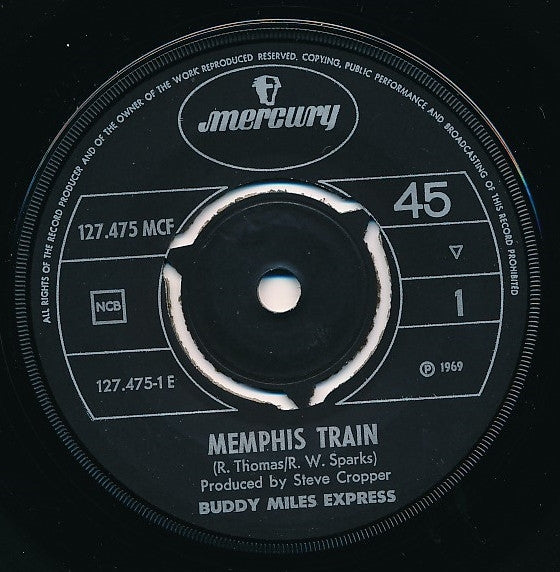 ALL RIGHTS OF THE RECORD PRODUCER AND OF THE OWNER OF THE WORK REPRODUCED RESERVED. COPYING, PUBLIC PERFORMANCE AND BROADCASTING OF THIS RECORD PROHIBITED
mercury
127.475 MCF
45
▽
NCB
1
127.475-1 E
℗ 1969
MEMPHIS TRAIN
(R. Thomas/R. W. Sparks)
Produced by Steve Cropper
BUDDY MILES EXPRESS